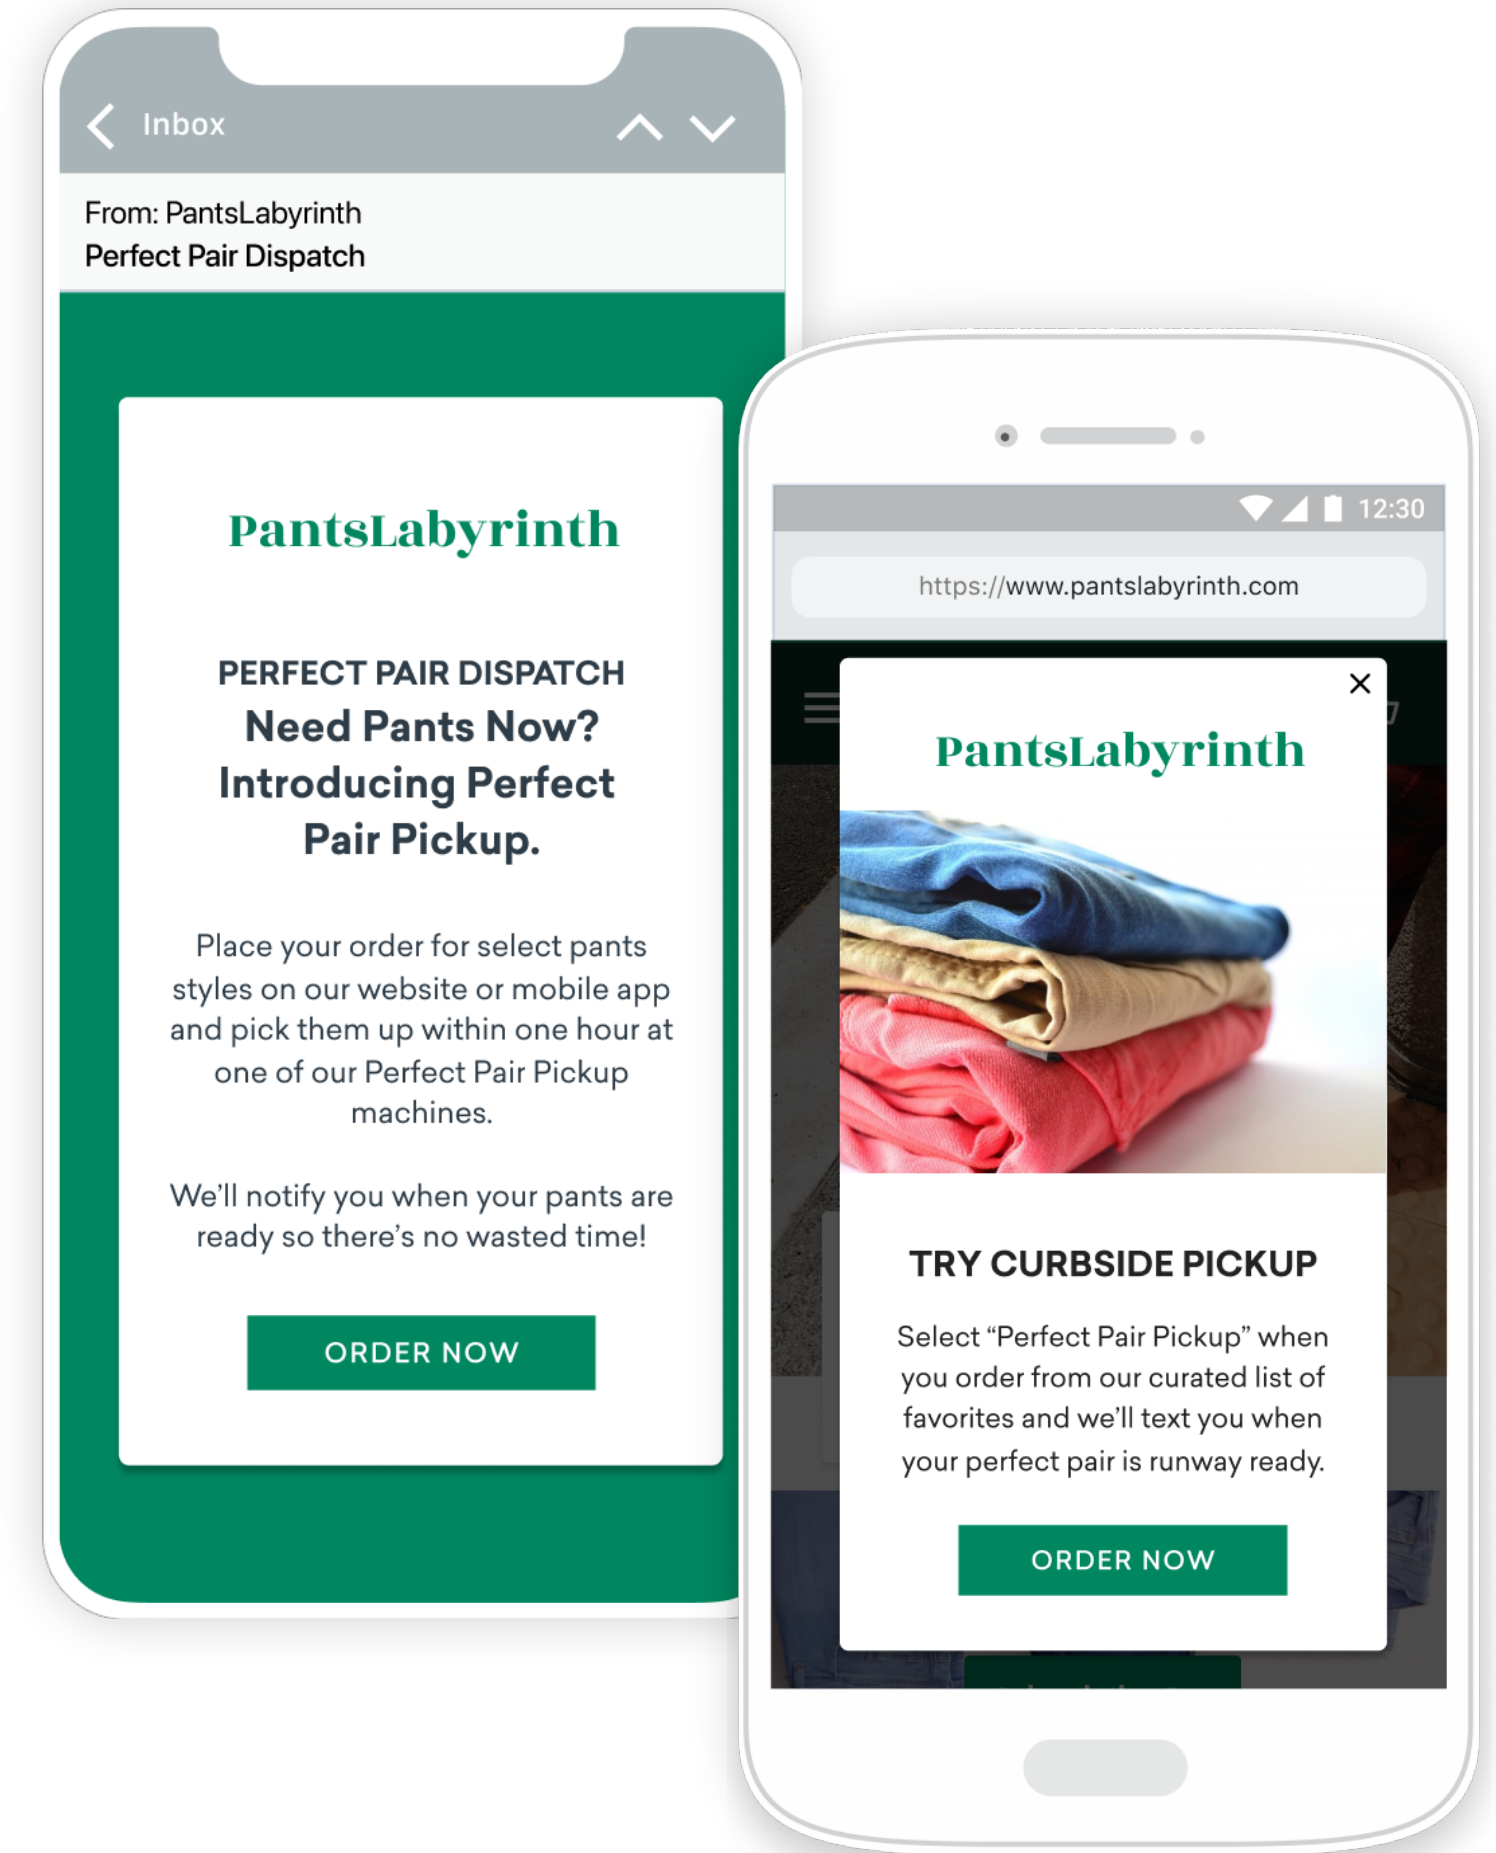 Inbox
From: PantsLabyrinth
Perfect Pair Dispatch
PantsLabyrinth
PERFECT PAIR DISPATCH
Need Pants Now?
Introducing Perfect
Pair Pickup.
Place your order for select pants
styles on our website or mobile app
and pick them up within one hour at
one of our Perfect Pair Pickup
machines.
We’ll notify you when your pants are
ready so there’s no wasted time!
ORDER NOW
12:30
https://www.pantslabyrinth.com
PantsLabyrinth
TRY CURBSIDE PICKUP
Select “Perfect Pair Pickup” when
you order from our curated list of
favorites and we’ll text you when
your perfect pair is runway ready.
ORDER NOW